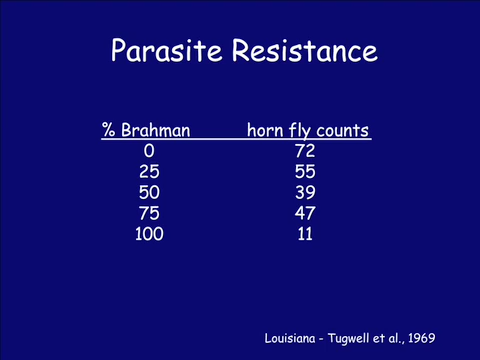 Parasite Resistance
% Brahman horn fly counts
0 72
25 55
50 39
75 47
100 11
Louisiana - Tugwell et al., 1969